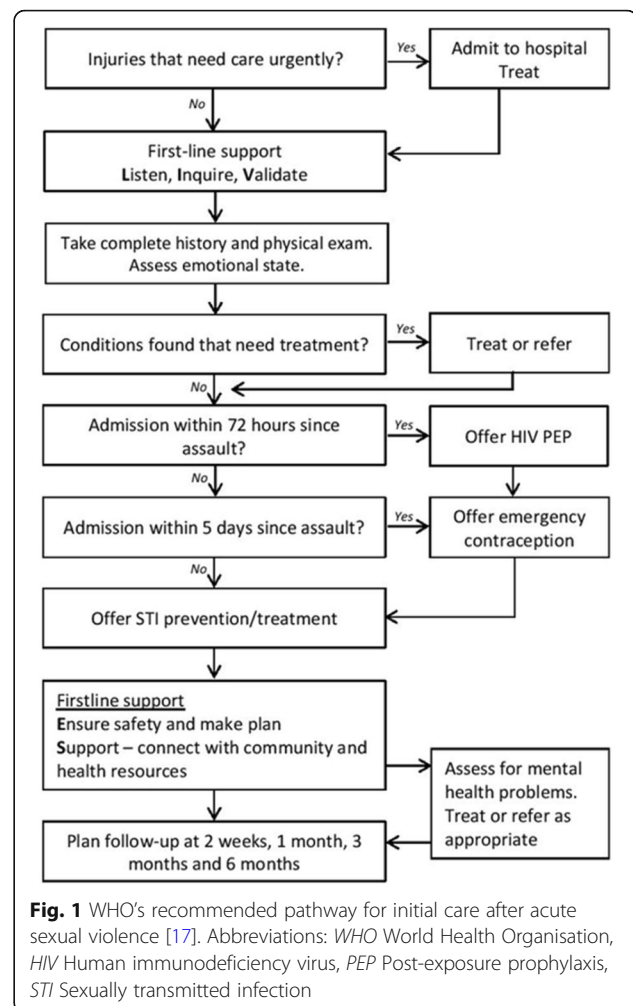 Injuries that need care urgently?
Yes
Admit to hospital
Treat
No
First-line support
Listen, Inquire, Validate
Take complete history and physical exam.
Assess emotional state.
Conditions found that need treatment?
Yes
Treat or refer
No
Admission within 72 hours since
assault?
Yes
Offer HIV PEP
No
Admission within 5 days since assault?
Yes
Offer emergency
contraception
No
Offer STI prevention/treatment
Firstline support
Ensure safety and make plan
Support – connect with community and
health resources
Assess for mental
health problems.
Treat or refer as
appropriate
Plan follow-up at 2 weeks, 1 month, 3
months and 6 months
Fig. 1 WHO's recommended pathway for initial care after acute
sexual violence [17]. Abbreviations: WHO World Health Organisation,
HIV Human immunodeficiency virus, PEP Post-exposure prophylaxis,
STI Sexually transmitted infection